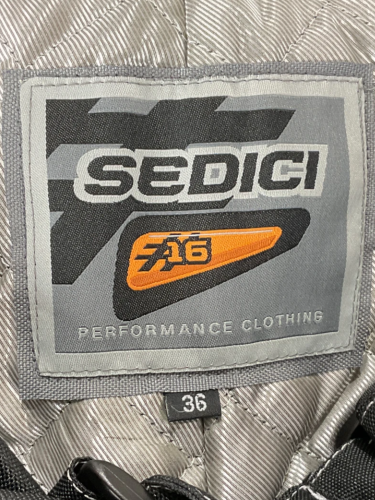 SEDICI
16
PERFORMANCE CLOTHING
36